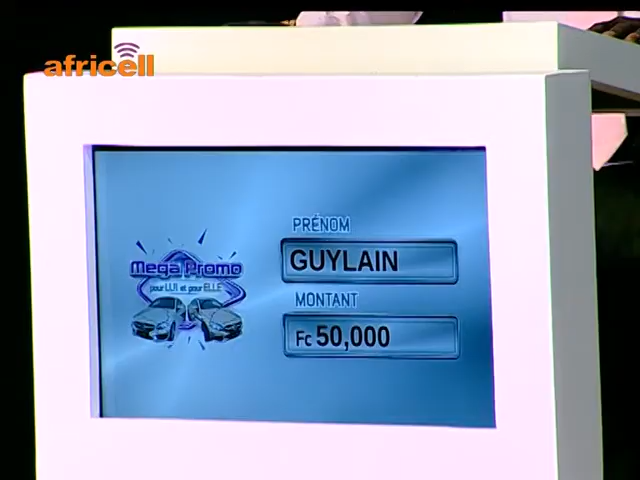 africell
PRÉNOM
GUYLAIN
Mega Promo
pour LUI et pour ELLE
MONTANT
Fc 50,000